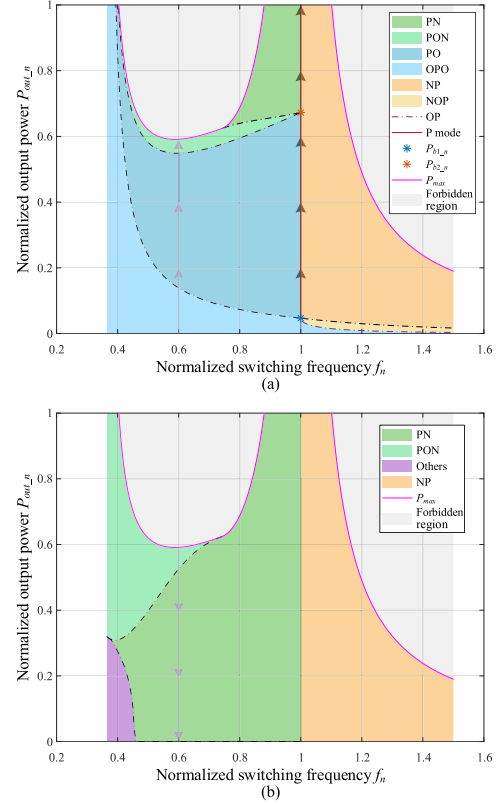 1
0.8
0.6
0.4
0.2
0
Normalized output power Pout_n
PN
PON
PO
OPO
NP
NOP
OP
P mode
Pb1_n
Pb2_n
Pmax
Forbidden
region
0.2 0.4 0.6 0.8 1 1.2 1.4 1.6
Normalized switching frequency fn
(a)
1
0.8
0.6
0.4
0.2
0
Normalized output power Pout_n
PN
PON
Others
NP
Pmax
Forbidden
region
0.2 0.4 0.6 0.8 1 1.2 1.4 1.6
Normalized switching frequency fn
(b)